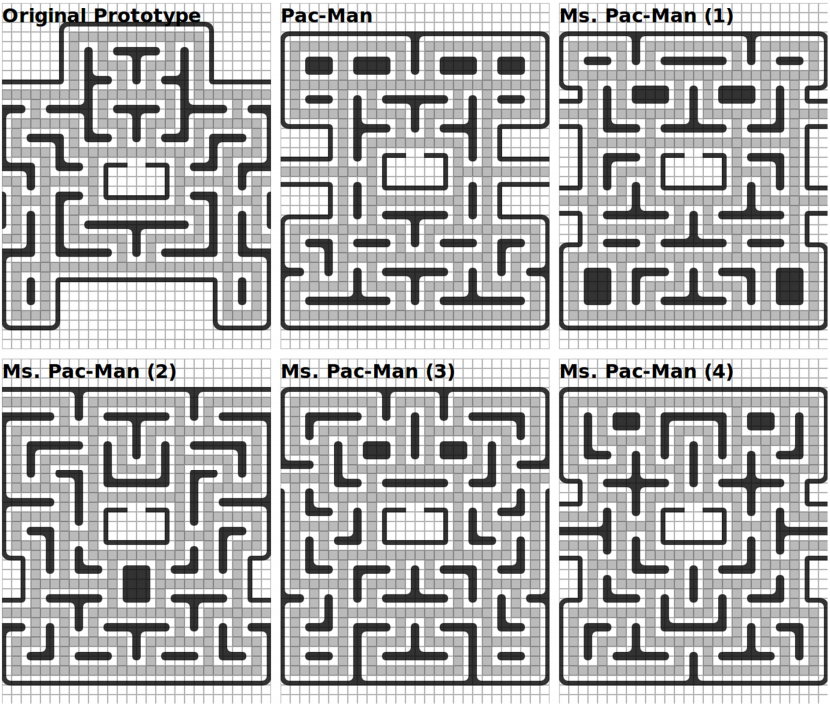 Original Prototype
Pac-Man
Ms. Pac-Man (1)
Ms. Pac-Man (2)
Ms. Pac-Man (3)
Ms. Pac-Man (4)